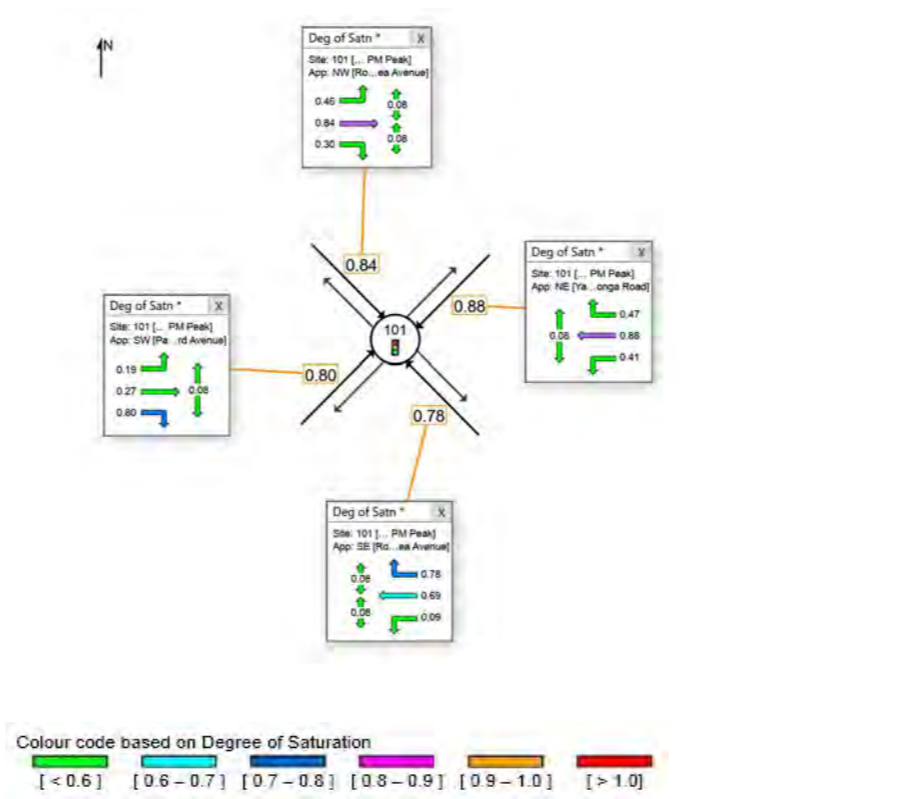 N
Deg of Satn * X
Site: 101 [... PM Peak]
App: NW [Ro...ea Avenue]
0.46
0.08
0.84
0.08
0.30
0.84
Deg of Satn * X
Site: 101 [... PM Peak]
App: NE [Ya...onga Road]
0.47
0.08
0.88
0.41
0.88
Deg of Satn * X
Site: 101 [... PM Peak]
App: SW [Pa...rd Avenue]
0.19
0.27
0.08
0.80
0.80
101
0.78
Deg of Satn * X
Site: 101 [... PM Peak]
App: SE [Ro...ea Avenue]
0.78
0.08
0.69
0.08
0.09
Colour code based on Degree of Saturation
[ < 0.6 ] [ 0.6 – 0.7 ] [ 0.7 – 0.8 ] [ 0.8 – 0.9 ] [ 0.9 – 1.0 ] [ > 1.0]